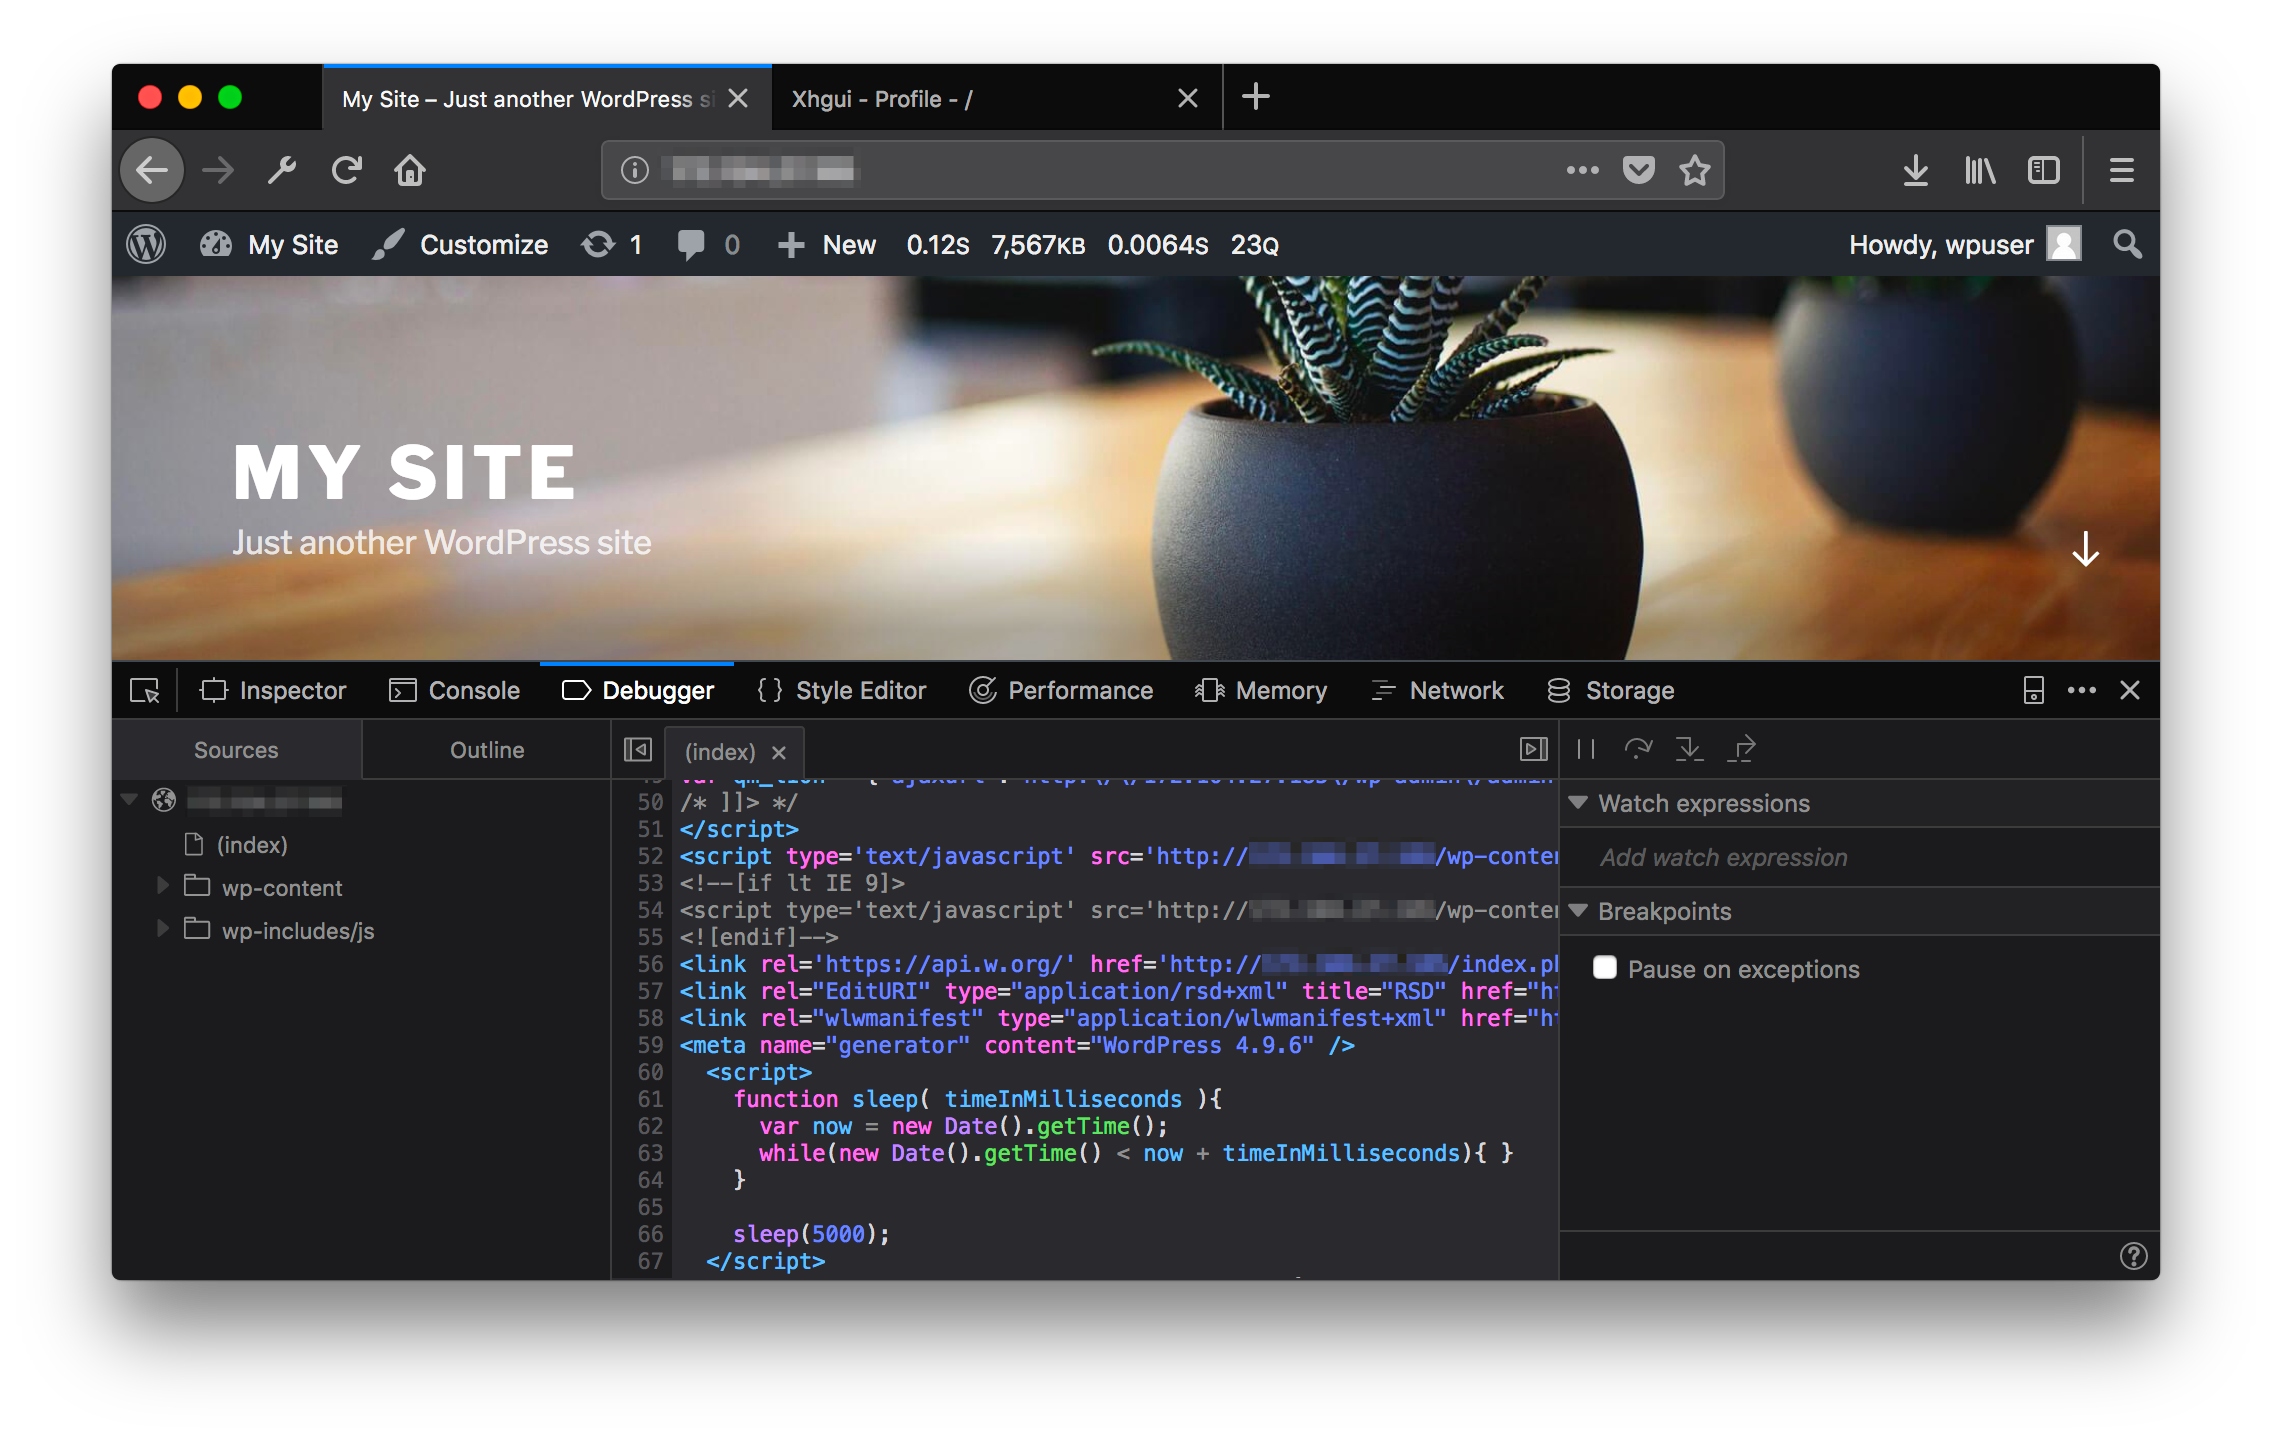 My Site – Just another WordPress si
Xhgui - Profile - /
My Site Customize 1 0 New 0.12S 7,567KB 0.0064S 23Q Howdy, wpuser
MY SITE
Just another WordPress site
Inspector Console Debugger Style Editor Performance Memory Network Storage
Sources Outline
(index)
(index)
wp-content
wp-includes/js
50 /* ]]> */
51 </script>
52 <script type='text/javascript' src='http:// /wp-conte
53 <!--[if lt IE 9]>
54 <script type='text/javascript' src='http:// /wp-conte
55 <![endif]-->
56 <link rel='https://api.w.org/' href='http:// /index.p
57 <link rel="EditURI" type="application/rsd+xml" title="RSD" href="h
58 <link rel="wlwmanifest" type="application/wlwmanifest+xml" href="h
59 <meta name="generator" content="WordPress 4.9.6" />
60 <script>
61 function sleep( timeInMilliseconds ){
62 var now = new Date().getTime();
63 while(new Date().getTime() < now + timeInMilliseconds){ }
64 }
65
66 sleep(5000);
67 </script>
Watch expressions
Add watch expression
Breakpoints
Pause on exceptions